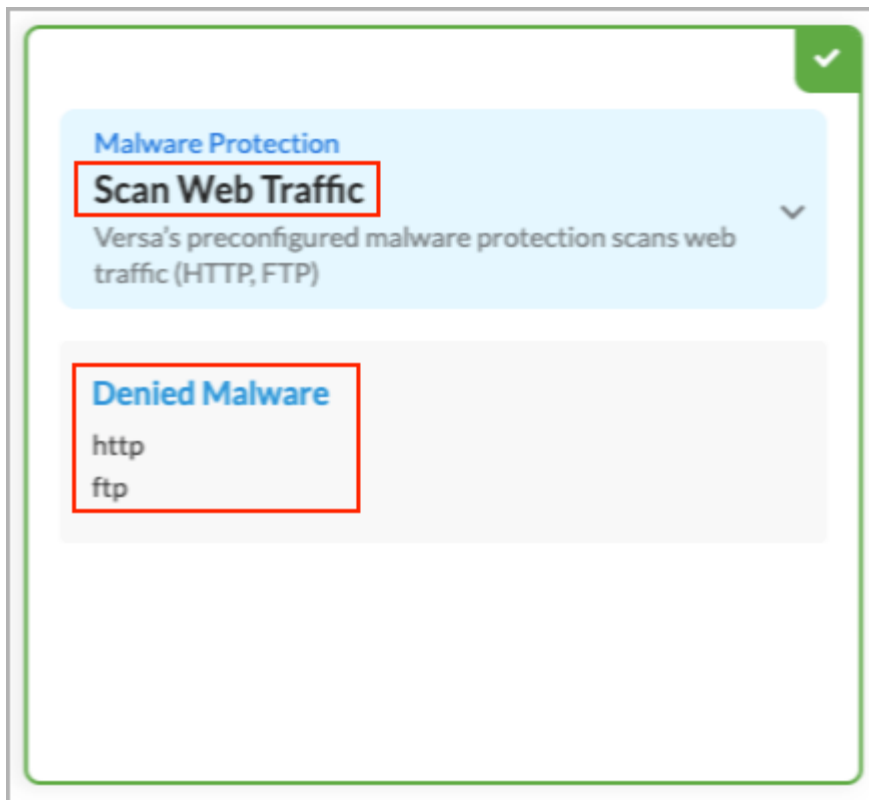 Malware Protection
Scan Web Traffic
Versa's preconfigured malware protection scans web
traffic (HTTP, FTP)
Denied Malware
http
ftp